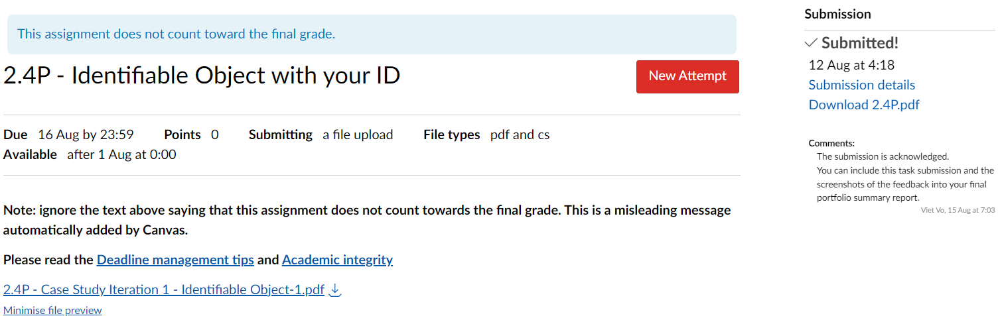 This assignment does not count toward the final grade.
2.4P - Identifiable Object with your ID
New Attempt
Due 16 Aug by 23:59 Points 0 Submitting a file upload File types pdf and cs
Available after 1 Aug at 0:00
Note: ignore the text above saying that this assignment does not count towards the final grade. This is a misleading message
automatically added by Canvas.
Please read the Deadline management tips and Academic integrity
2.4P - Case Study Iteration 1 - Identifiable Object-1.pdf
Minimise file preview
Submission
Submitted!
12 Aug at 4:18
Submission details
Download 2.4P.pdf
Comments:
The submission is acknowledged.
You can include this task submission and the
screenshots of the feedback into your final
portfolio summary report.
Viet Vo, 15 Aug at 7:03